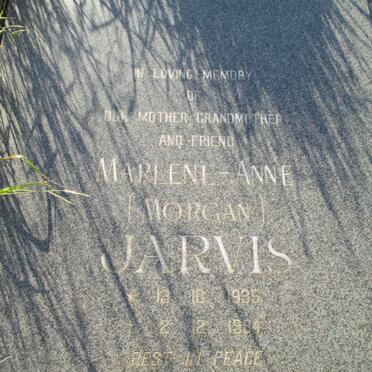 IN LOVING MEMORY
OF
OUR MOTHER GRANDMOTHER
AND FRIEND
MARLENE-ANNE
[MORGAN]
JARVIS
* 13 10 1935
† 2 2 1994
REST IN PEACE